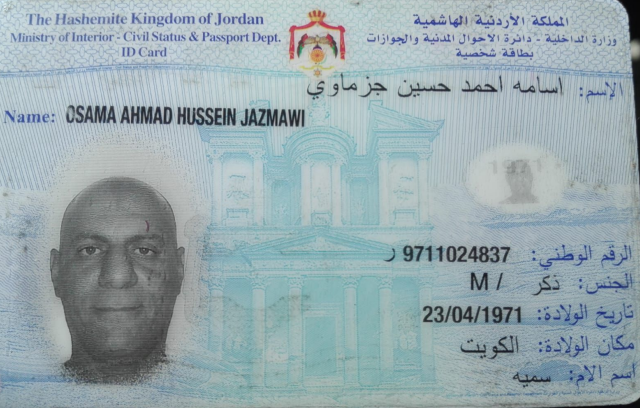 The Hashemite Kingdom of Jordan
المملكة الأردنية الهاشمية
Ministry of Interior - Civil Status & Passport Dept.
وزارة الداخلية - دائرة الأحوال المدنية والجوازات
ID Card
بطاقة شخصية
الإسم: اسامه احمد حسين جزماوي
Name: OSAMA AHMAD HUSSEIN JAZMAWI
1971
الرقم الوطني: 9711024837 ر
الجنس: ذكر / M
تاريخ الولادة: 23/04/1971
مكان الولادة: الكويت
اسم الام: سميه